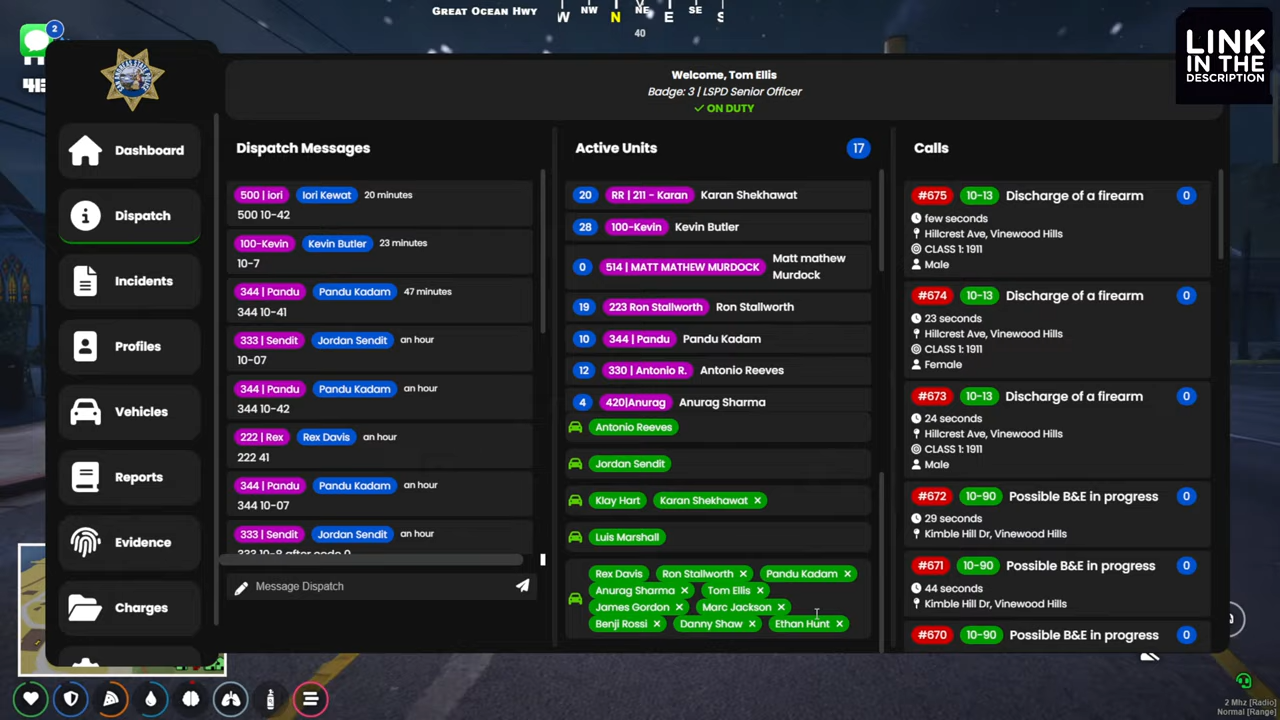 GREAT OCEAN HWY
W NW N NE E SE S
40
2
LINK
IN THE
DESCRIPTION
Welcome, Tom Ellis
Badge: 3 | LSPD Senior Officer
✓ ON DUTY
Dashboard
Dispatch
Incidents
Profiles
Vehicles
Reports
Evidence
Charges
Dispatch Messages
500 | Iori Iori Kewat 20 minutes
500 10-42
100-Kevin Kevin Butler 23 minutes
10-7
344 | Pandu Pandu Kadam 47 minutes
344 10-41
333 | Sendit Jordan Sendit an hour
10-07
344 | Pandu Pandu Kadam an hour
344 10-42
222 | Rex Rex Davis an hour
222 41
344 | Pandu Pandu Kadam an hour
344 10-07
333 | Sendit Jordan Sendit an hour
333 10-8 after code 0
Message Dispatch
Active Units 17
20 RR | 211 - Karan Karan Shekhawat
28 100-Kevin Kevin Butler
0 514 | MATT MATHEW MURDOCK Matt mathew
Murdock
19 223 Ron Stallworth Ron Stallworth
10 344 | Pandu Pandu Kadam
12 330 | Antonio R. Antonio Reeves
4 420|Anurag Anurag Sharma
Antonio Reeves
Jordan Sendit
Klay Hart Karan Shekhawat ×
Luis Marshall
Rex Davis Ron Stallworth × Pandu Kadam ×
Anurag Sharma × Tom Ellis ×
James Gordon × Marc Jackson ×
Benji Rossi × Danny Shaw × Ethan Hunt ×
Calls
#675 10-13 Discharge of a firearm 0
few seconds
Hillcrest Ave, Vinewood Hills
CLASS 1: 1911
Male
#674 10-13 Discharge of a firearm 0
23 seconds
Hillcrest Ave, Vinewood Hills
CLASS 1: 1911
Female
#673 10-13 Discharge of a firearm 0
24 seconds
Hillcrest Ave, Vinewood Hills
CLASS 1: 1911
Male
#672 10-90 Possible B&E in progress 0
29 seconds
Kimble Hill Dr, Vinewood Hills
#671 10-90 Possible B&E in progress 0
44 seconds
Kimble Hill Dr, Vinewood Hills
#670 10-90 Possible B&E in progress 0
2 Mhz [Radio]
Normal [Range]